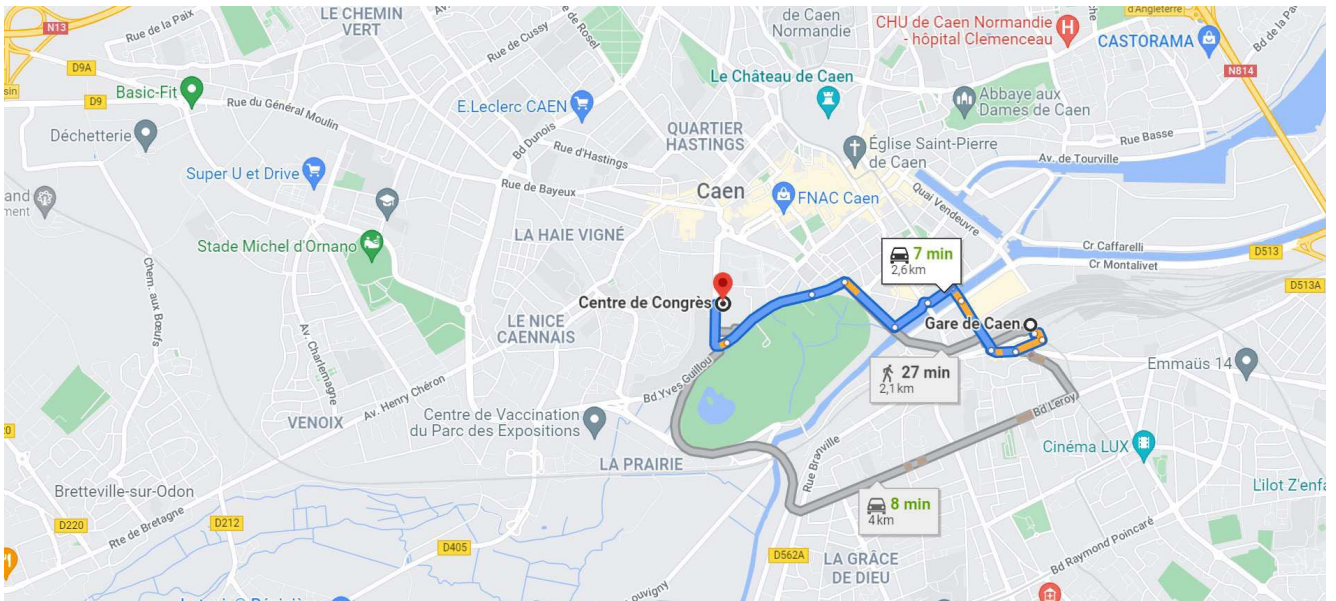 LE CHEMIN
VERT
de Caen
Normandie
CHU de Caen Normandie
- hôpital Clemenceau
d'Angleterre
N13
Rue de la Paix
Rue de Cussy
Rue de Rosel
CASTORAMA
Bd de la Paix
N814
D9A
D9
Basic-Fit
Rue du Général Moulin
E.Leclerc CAEN
Le Château de Caen
Abbaye aux
Dames de Caen
Déchetterie
Bd Dunois
Rue d'Hastings
QUARTIER
HASTINGS
Église Saint-Pierre
de Caen
Rue Basse
Av. de Tourville
Super U et Drive
Rue de Bayeux
Caen
FNAC Caen
Quai Vendeuvre
Stade Michel d'Ornano
LA HAIE VIGNÉ
7 min
2,6 km
Cr Caffarelli
Cr Montalivet
D513
D513A
Chem. aux Bœufs
Centre de Congrès
Gare de Caen
LE NICE
CAENNAIS
Av. Charlemagne
27 min
2,1 km
Emmaüs 14
Bd Yves Guillou
Av. Henry Chéron
VENOIX
Centre de Vaccination
du Parc des Expositions
Bd Leroy
Cinéma LUX
LA PRAIRIE
Rue Branville
8 min
4 km
Bretteville-sur-Odon
L'ilot Z'enfa
D220
Rte de Bretagne
D212
D405
D562A
LA GRÂCE
DE DIEU
Bd Raymond Poincaré